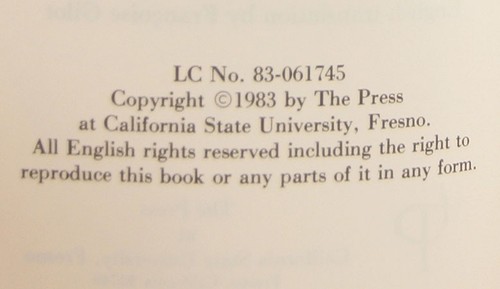 LC No. 83-061745
Copyright ©1983 by The Press
at California State University, Fresno.
All English rights reserved including the right to
reproduce this book or any parts of it in any form.